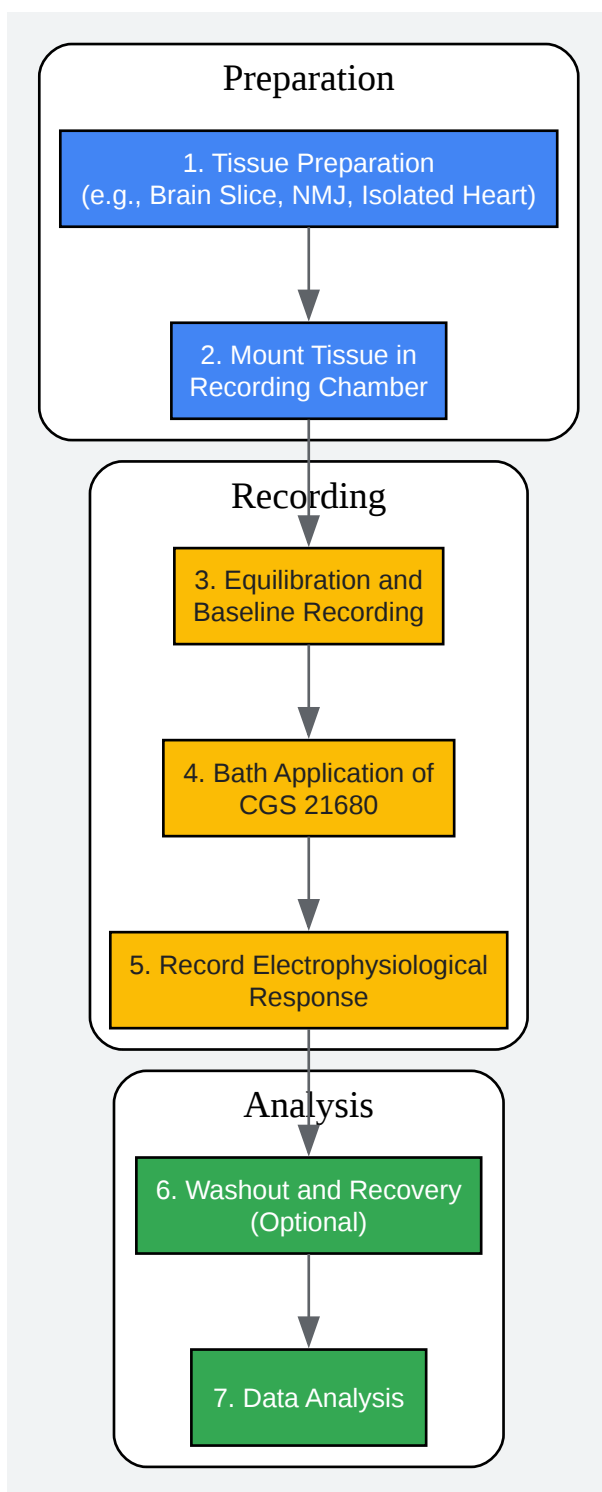 Preparation
1. Tissue Preparation
(e.g., Brain Slice, NMJ, Isolated Heart)
2. Mount Tissue in
Recording Chamber
Recording
3. Equilibration and
Baseline Recording
4. Bath Application of
CGS 21680
5. Record Electrophysiological
Response
Analysis
6. Washout and Recovery
(Optional)
7. Data Analysis